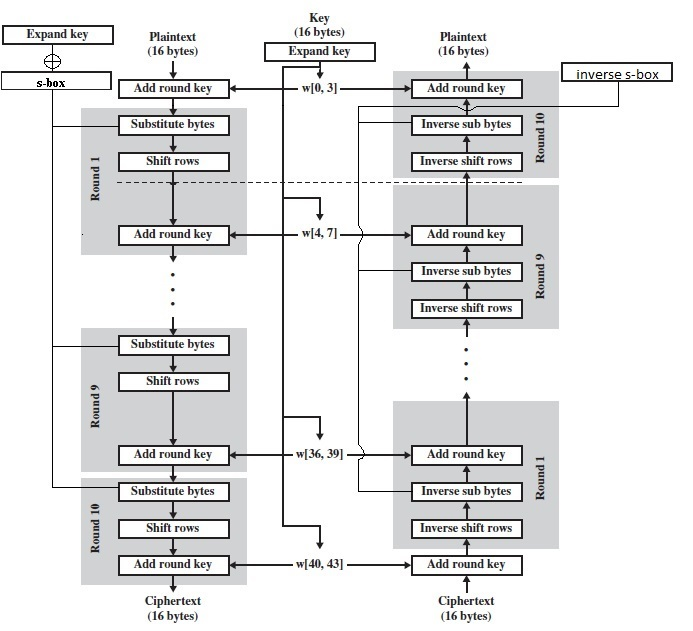 Expand key
s-box
Plaintext
(16 bytes)
Add round key
Substitute bytes
Shift rows
Round 1
Add round key
Substitute bytes
Shift rows
Round 9
Add round key
Substitute bytes
Shift rows
Round 10
Add round key
Ciphertext
(16 bytes)
Key
(16 bytes)
Expand key
w[0, 3]
w[4, 7]
w[36, 39]
w[40, 43]
Plaintext
(16 bytes)
inverse s-box
Add round key
Inverse sub bytes
Inverse shift rows
Round 10
Add round key
Inverse sub bytes
Inverse shift rows
Round 9
Add round key
Inverse sub bytes
Inverse shift rows
Round 1
Add round key
Ciphertext
(16 bytes)